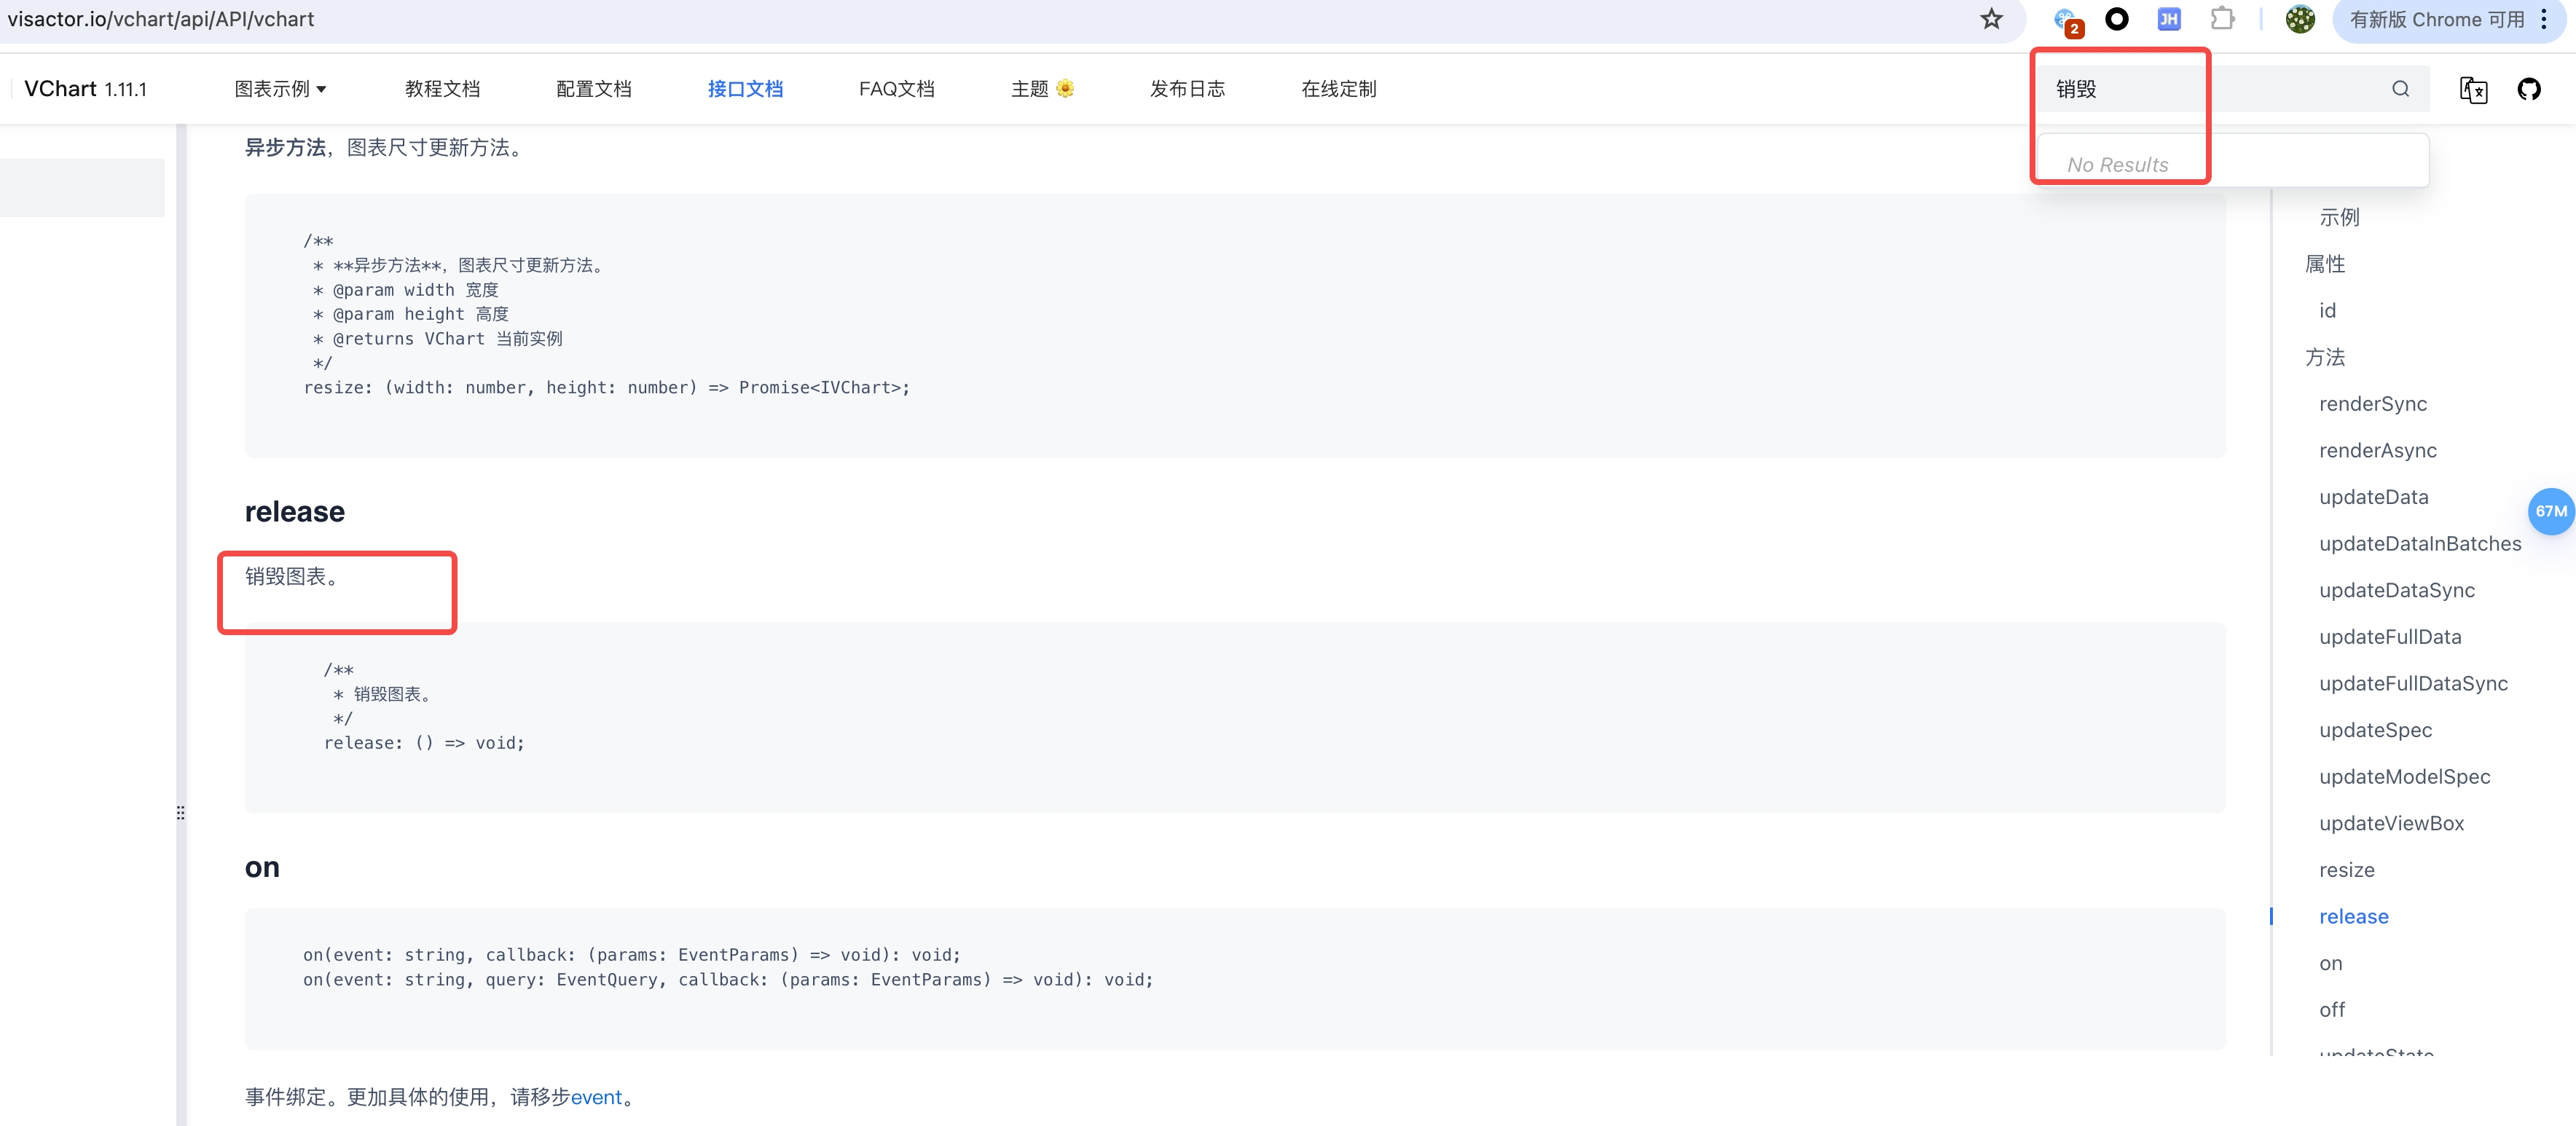 visactor.io/vchart/api/API/vchart
2
JH
有新版 Chrome 可用
VChart 1.11.1
图表示例
教程文档
配置文档
接口文档
FAQ文档
主题
发布日志
在线定制
销毁
No Results
异步方法，图表尺寸更新方法。
/**
* **异步方法**，图表尺寸更新方法。
* @param width 宽度
* @param height 高度
* @returns VChart 当前实例
*/
resize: (width: number, height: number) => Promise<IVChart>;
release
销毁图表。
/**
* 销毁图表。
*/
release: () => void;
on
on(event: string, callback: (params: EventParams) => void): void;
on(event: string, query: EventQuery, callback: (params: EventParams) => void): void;
事件绑定。更加具体的使用，请移步event。
示例
属性
id
方法
renderSync
renderAsync
updateData
updateDataInBatches
updateDataSync
updateFullData
updateFullDataSync
updateSpec
updateModelSpec
updateViewBox
resize
release
on
off
updateState
67M